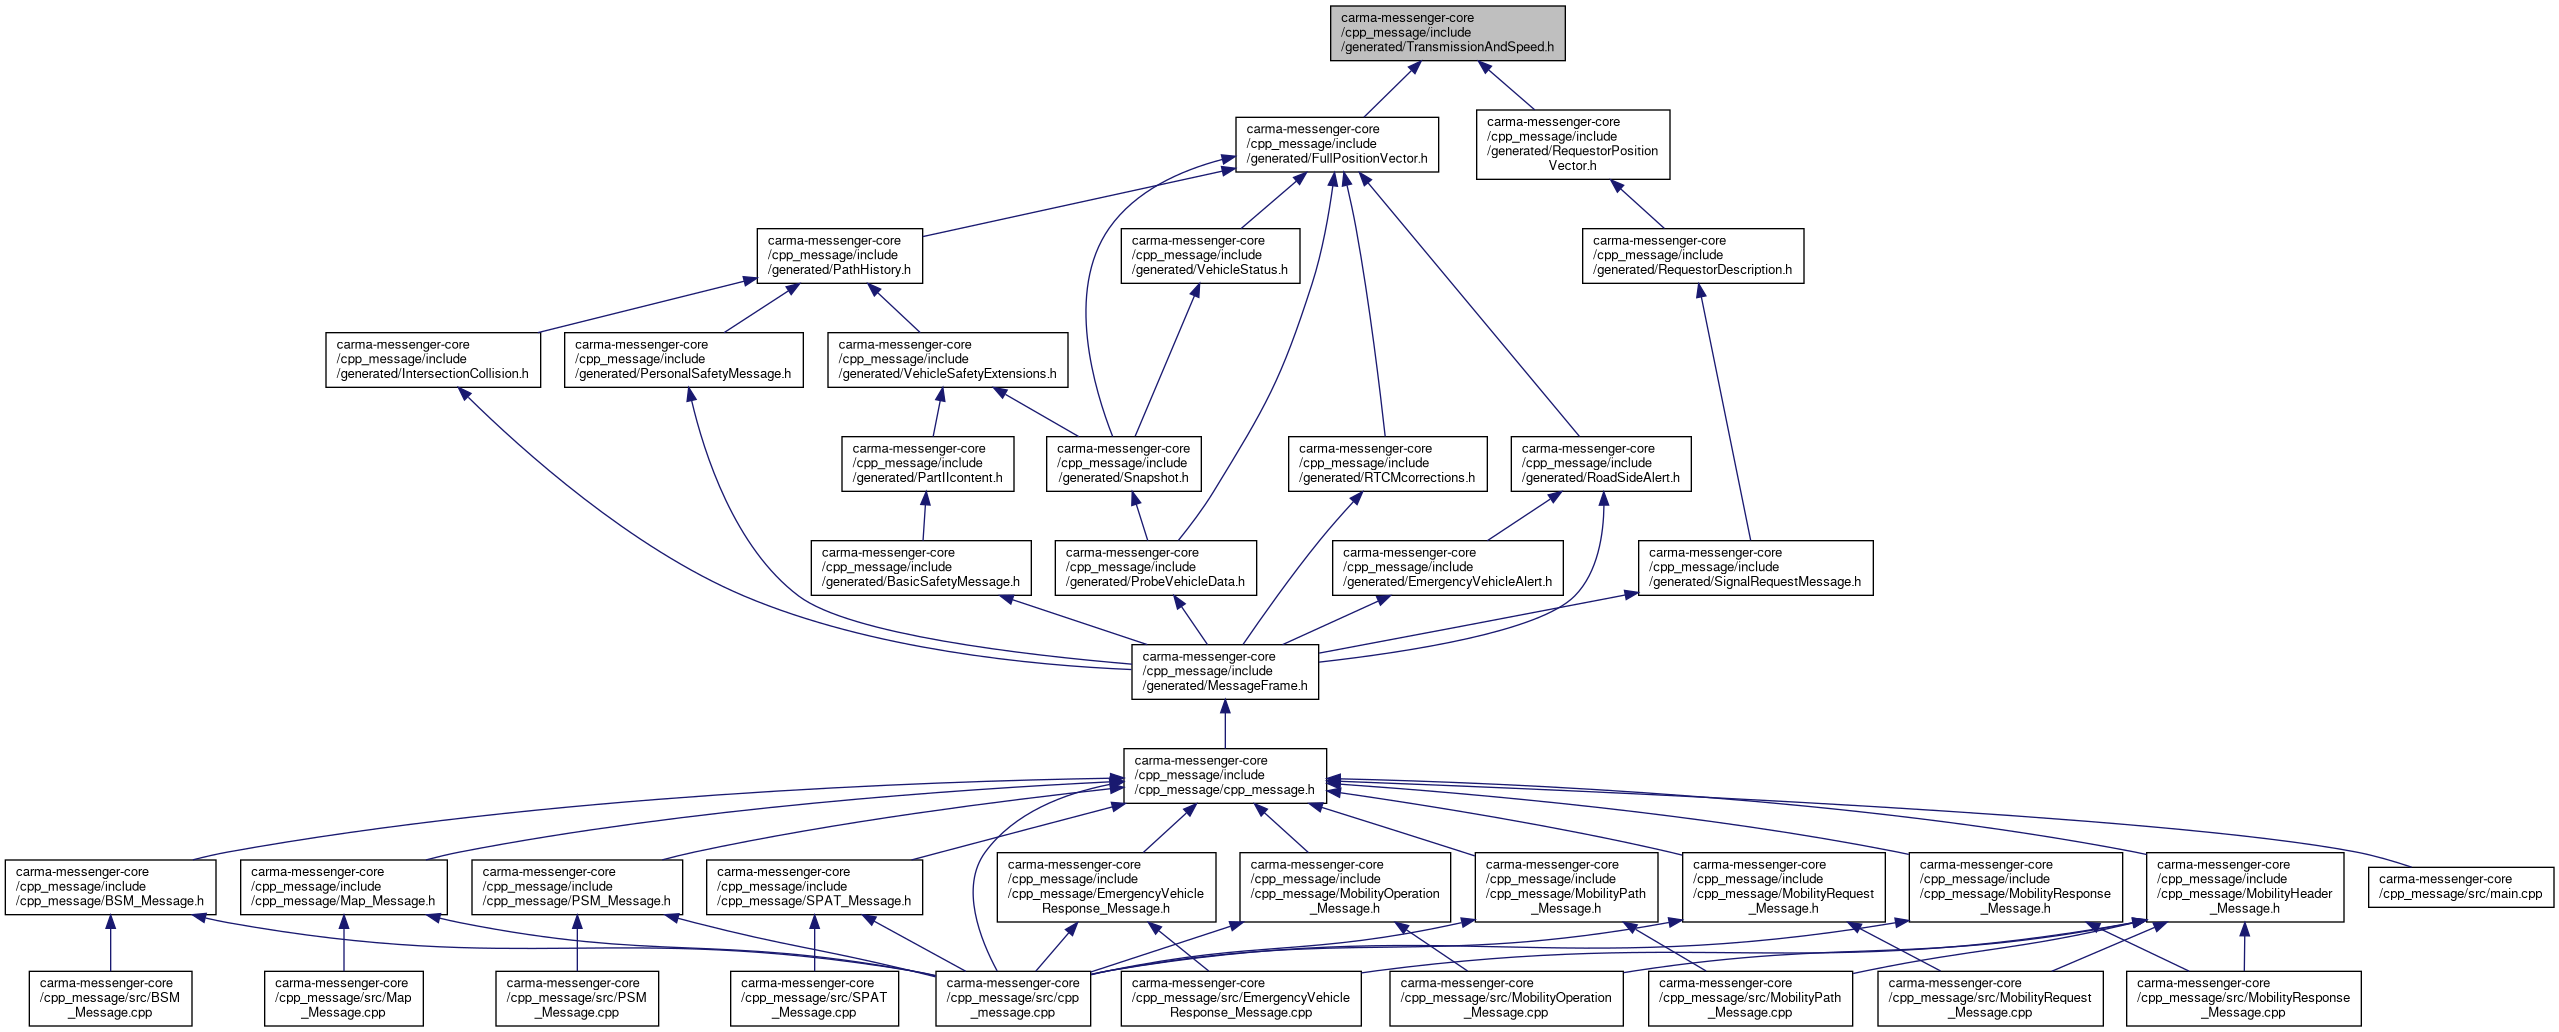 carma-messenger-core
/cpp_message/include
/generated/TransmissionAndSpeed.h
carma-messenger-core
/cpp_message/include
/generated/FullPositionVector.h
carma-messenger-core
/cpp_message/include
/generated/RequestorPosition
Vector.h
carma-messenger-core
/cpp_message/include
/generated/PathHistory.h
carma-messenger-core
/cpp_message/include
/generated/VehicleStatus.h
carma-messenger-core
/cpp_message/include
/generated/RequestorDescription.h
carma-messenger-core
/cpp_message/include
/generated/IntersectionCollision.h
carma-messenger-core
/cpp_message/include
/generated/PersonalSafetyMessage.h
carma-messenger-core
/cpp_message/include
/generated/VehicleSafetyExtensions.h
carma-messenger-core
/cpp_message/include
/generated/PartIIcontent.h
carma-messenger-core
/cpp_message/include
/generated/Snapshot.h
carma-messenger-core
/cpp_message/include
/generated/RTCMcorrections.h
carma-messenger-core
/cpp_message/include
/generated/RoadSideAlert.h
carma-messenger-core
/cpp_message/include
/generated/BasicSafetyMessage.h
carma-messenger-core
/cpp_message/include
/generated/ProbeVehicleData.h
carma-messenger-core
/cpp_message/include
/generated/EmergencyVehicleAlert.h
carma-messenger-core
/cpp_message/include
/generated/SignalRequestMessage.h
carma-messenger-core
/cpp_message/include
/generated/MessageFrame.h
carma-messenger-core
/cpp_message/include
/cpp_message/cpp_message.h
carma-messenger-core
/cpp_message/include
/cpp_message/BSM_Message.h
carma-messenger-core
/cpp_message/include
/cpp_message/Map_Message.h
carma-messenger-core
/cpp_message/include
/cpp_message/PSM_Message.h
carma-messenger-core
/cpp_message/include
/cpp_message/SPAT_Message.h
carma-messenger-core
/cpp_message/include
/cpp_message/EmergencyVehicle
Response_Message.h
carma-messenger-core
/cpp_message/include
/cpp_message/MobilityOperation
_Message.h
carma-messenger-core
/cpp_message/include
/cpp_message/MobilityPath
_Message.h
carma-messenger-core
/cpp_message/include
/cpp_message/MobilityRequest
_Message.h
carma-messenger-core
/cpp_message/include
/cpp_message/MobilityResponse
_Message.h
carma-messenger-core
/cpp_message/include
/cpp_message/MobilityHeader
_Message.h
carma-messenger-core
/cpp_message/src/main.cpp
carma-messenger-core
/cpp_message/src/BSM
_Message.cpp
carma-messenger-core
/cpp_message/src/Map
_Message.cpp
carma-messenger-core
/cpp_message/src/PSM
_Message.cpp
carma-messenger-core
/cpp_message/src/SPAT
_Message.cpp
carma-messenger-core
/cpp_message/src/cpp
_message.cpp
carma-messenger-core
/cpp_message/src/EmergencyVehicle
Response_Message.cpp
carma-messenger-core
/cpp_message/src/MobilityOperation
_Message.cpp
carma-messenger-core
/cpp_message/src/MobilityPath
_Message.cpp
carma-messenger-core
/cpp_message/src/MobilityRequest
_Message.cpp
carma-messenger-core
/cpp_message/src/MobilityResponse
_Message.cpp